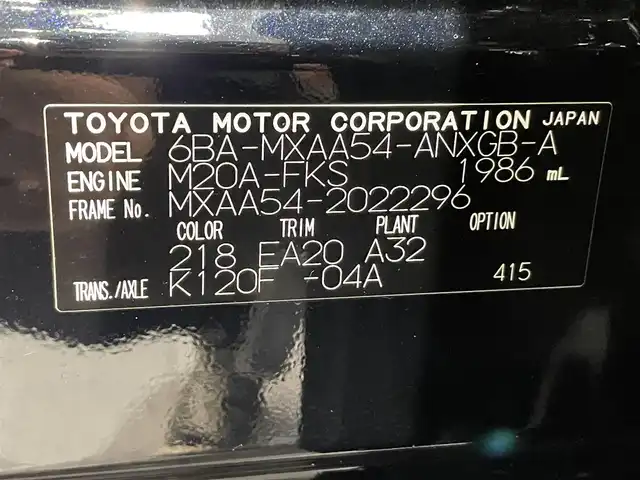 TOYOTA MOTOR CORPORATION JAPAN
MODEL 6BA-MXAA54-ANXGB-A
ENGINE M20A-FKS 1986 mL
FRAME No. MXAA54-2022296
COLOR TRIM PLANT OPTION
218 EA20 A32
TRANS./AXLE K120F -04A 415